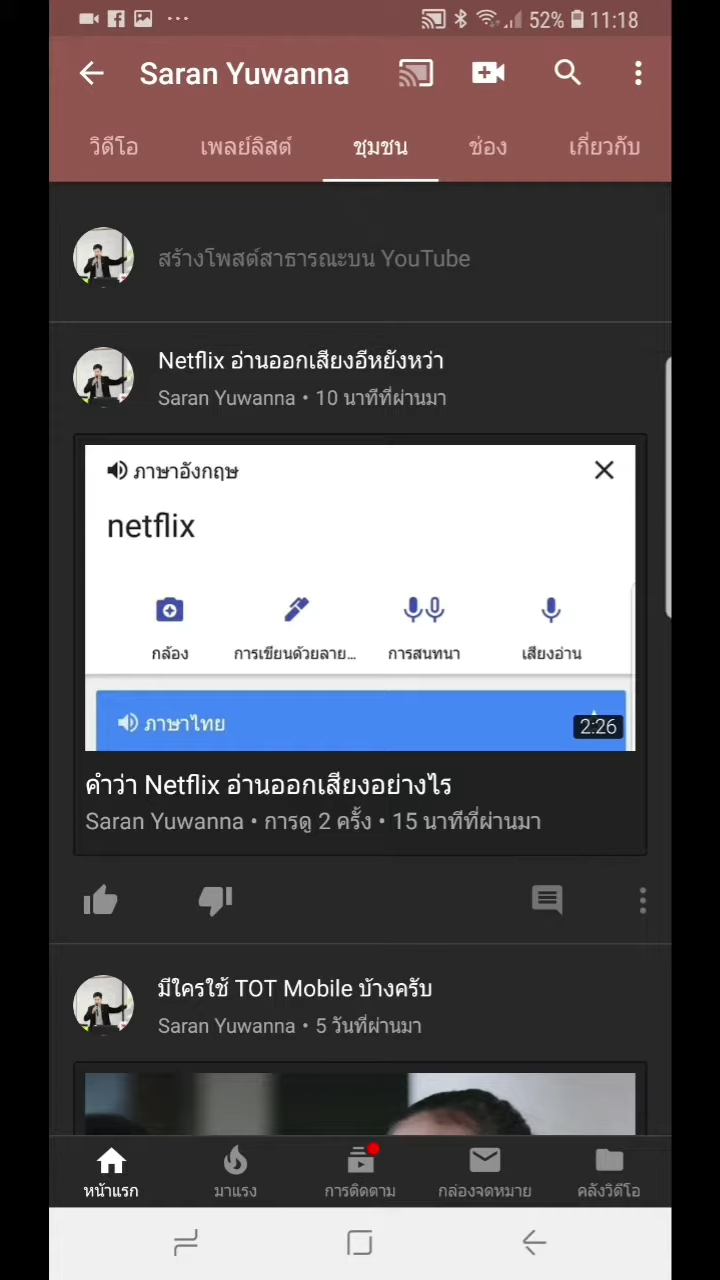 52% 11:18
Saran Yuwanna
วิดีโอ เพลย์ลิสต์ ชุมชน ช่อง เกี่ยวกับ
สร้างโพสต์สาธารณะบน YouTube
Netflix อ่านออกเสียงอีหยังหว่า
Saran Yuwanna • 10 นาทีที่ผ่านมา
ภาษาอังกฤษ
netflix
กล้อง การเขียนด้วยลาย... การสนทนา เสียงอ่าน
ภาษาไทย
2:26
คำว่า Netflix อ่านออกเสียงอย่างไร
Saran Yuwanna • การดู 2 ครั้ง • 15 นาทีที่ผ่านมา
มีใครใช้ TOT Mobile บ้างครับ
Saran Yuwanna • 5 วันที่ผ่านมา
หน้าแรก มาแรง การติดตาม กล่องจดหมาย คลังวิดีโอ